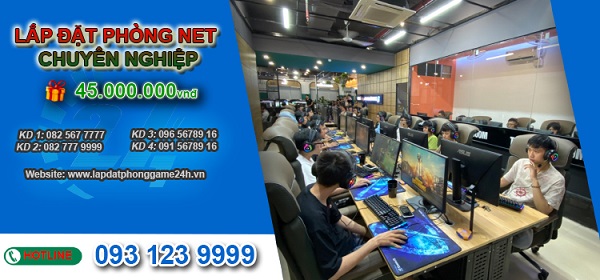 LẮP ĐẶT PHÒNG NET
CHUYÊN NGHIỆP
45.000.000vnđ
KD 1: 082 567 7777
KD 3: 096 56789 16
KD 2: 082 777 9999
KD 4: 091 56789 16
Website: www.lapdatphonggame24h.vn
HOTLINE
093 123 9999